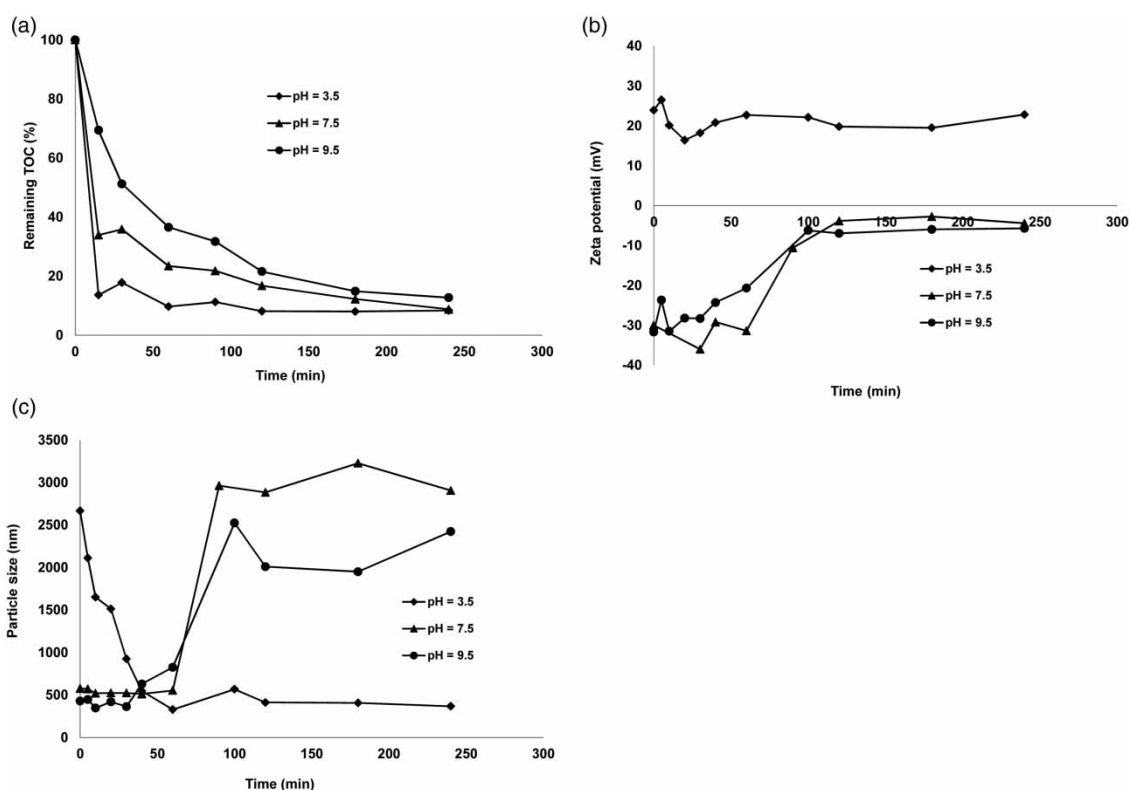 (a)
100
80
60
40
20
0
Remaining TOC (%)
pH = 3.5
pH = 7.5
pH = 9.5
0 50 100 150 200 250 300
Time (min)
(b)
40
30
20
10
0
-10
-20
-30
-40
Zeta potential (mV)
0 50 100 150 200 250 300
pH = 3.5
pH = 7.5
pH = 9.5
Time (min)
(c)
3500
3000
2500
2000
1500
1000
500
0
Particle size (nm)
pH = 3.5
pH = 7.5
pH = 9.5
0 50 100 150 200 250 300
Time (min)